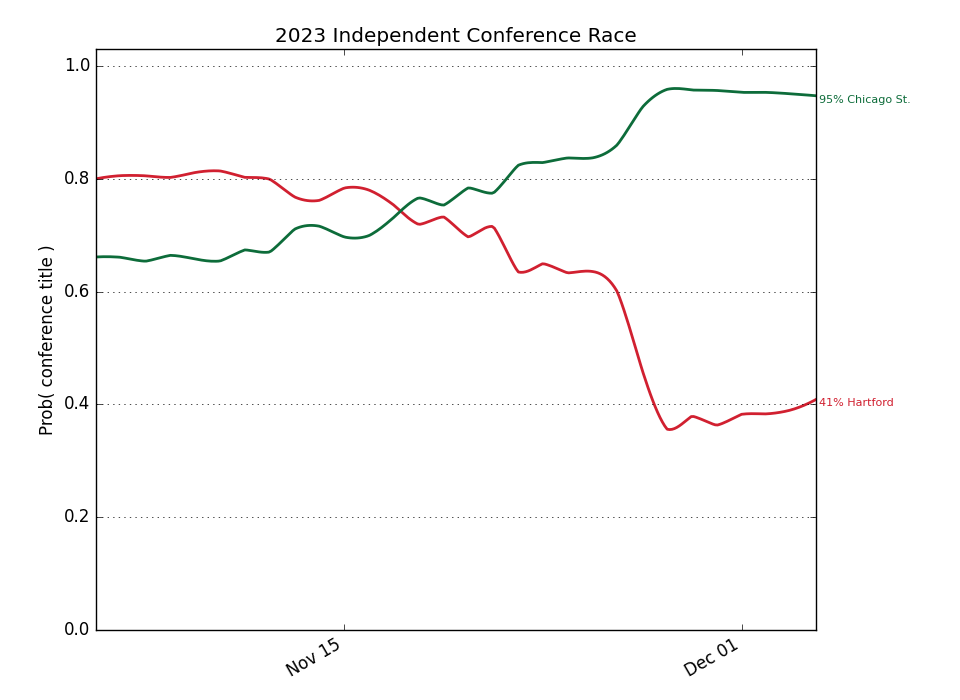 2023 Independent Conference Race
1.0
0.8
0.6
0.4
0.2
0.0
Prob( conference title )
95% Chicago St.
41% Hartford
Nov 15
Dec 01